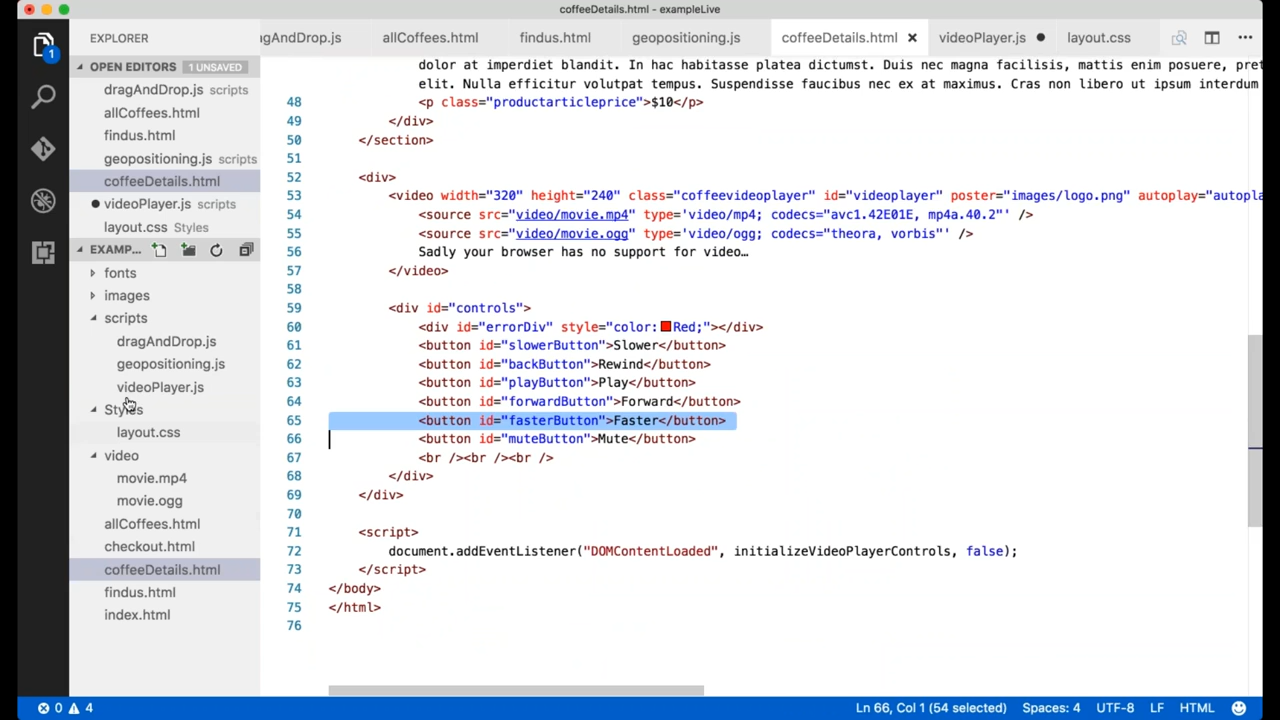 coffeeDetails.html - exampleLive
EXPLORER
agAndDrop.js
allCoffees.html
findus.html
geopositioning.js
coffeeDetails.html
videoPlayer.js
layout.css
1
OPEN EDITORS 1 UNSAVED
dragAndDrop.js scripts
allCoffees.html
findus.html
geopositioning.js scripts
coffeeDetails.html
videoPlayer.js scripts
layout.css Styles
EXAMP...
fonts
images
scripts
dragAndDrop.js
geopositioning.js
videoPlayer.js
Styles
layout.css
video
movie.mp4
movie.ogg
allCoffees.html
checkout.html
coffeeDetails.html
findus.html
index.html
dolor at imperdiet blandit. In hac habitasse platea dictumst. Duis nec magna facilisis, mattis enim posuere, pre
elit. Nulla efficitur volutpat tempus. Suspendisse faucibus nec ex at maximus. Cras non libero ut ipsum interdum
48 <p class="productarticleprice">$10</p>
49 </div>
50 </section>
51
52 <div>
53 <video width="320" height="240" class="coffeevideoplayer" id="videoplayer" poster="images/logo.png" autoplay="autopla
54 <source src="video/movie.mp4" type='video/mp4; codecs="avc1.42E01E, mp4a.40.2"' />
55 <source src="video/movie.ogg" type='video/ogg; codecs="theora, vorbis"' />
56 Sadly your browser has no support for video…
57 </video>
58
59 <div id="controls">
60 <div id="errorDiv" style="color:Red;"></div>
61 <button id="slowerButton">Slower</button>
62 <button id="backButton">Rewind</button>
63 <button id="playButton">Play</button>
64 <button id="forwardButton">Forward</button>
65 <button id="fasterButton">Faster</button>
66 <button id="muteButton">Mute</button>
67 <br /><br /><br />
68 </div>
69 </div>
70
71 <script>
72 document.addEventListener("DOMContentLoaded", initializeVideoPlayerControls, false);
73 </script>
74 </body>
75 </html>
76
0 4
Ln 66, Col 1 (54 selected)
Spaces: 4
UTF-8
LF
HTML